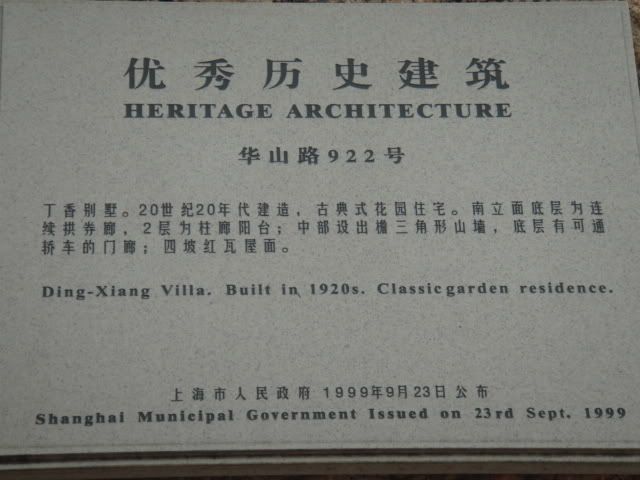 优秀历史建筑
HERITAGE ARCHITECTURE
华山路922号
丁香别墅。20世纪20年代建造，古典式花园住宅。南立面底层为连
续拱券廊，2层为柱廊阳台；中部设出檐三角形山墙，底层有可通
轿车的门廊；四坡红瓦屋面。
Ding-Xiang Villa. Built in 1920s. Classic garden residence.
上海市人民政府 1999年9月23日公布
Shanghai Municipal Government Issued on 23rd Sept. 1999